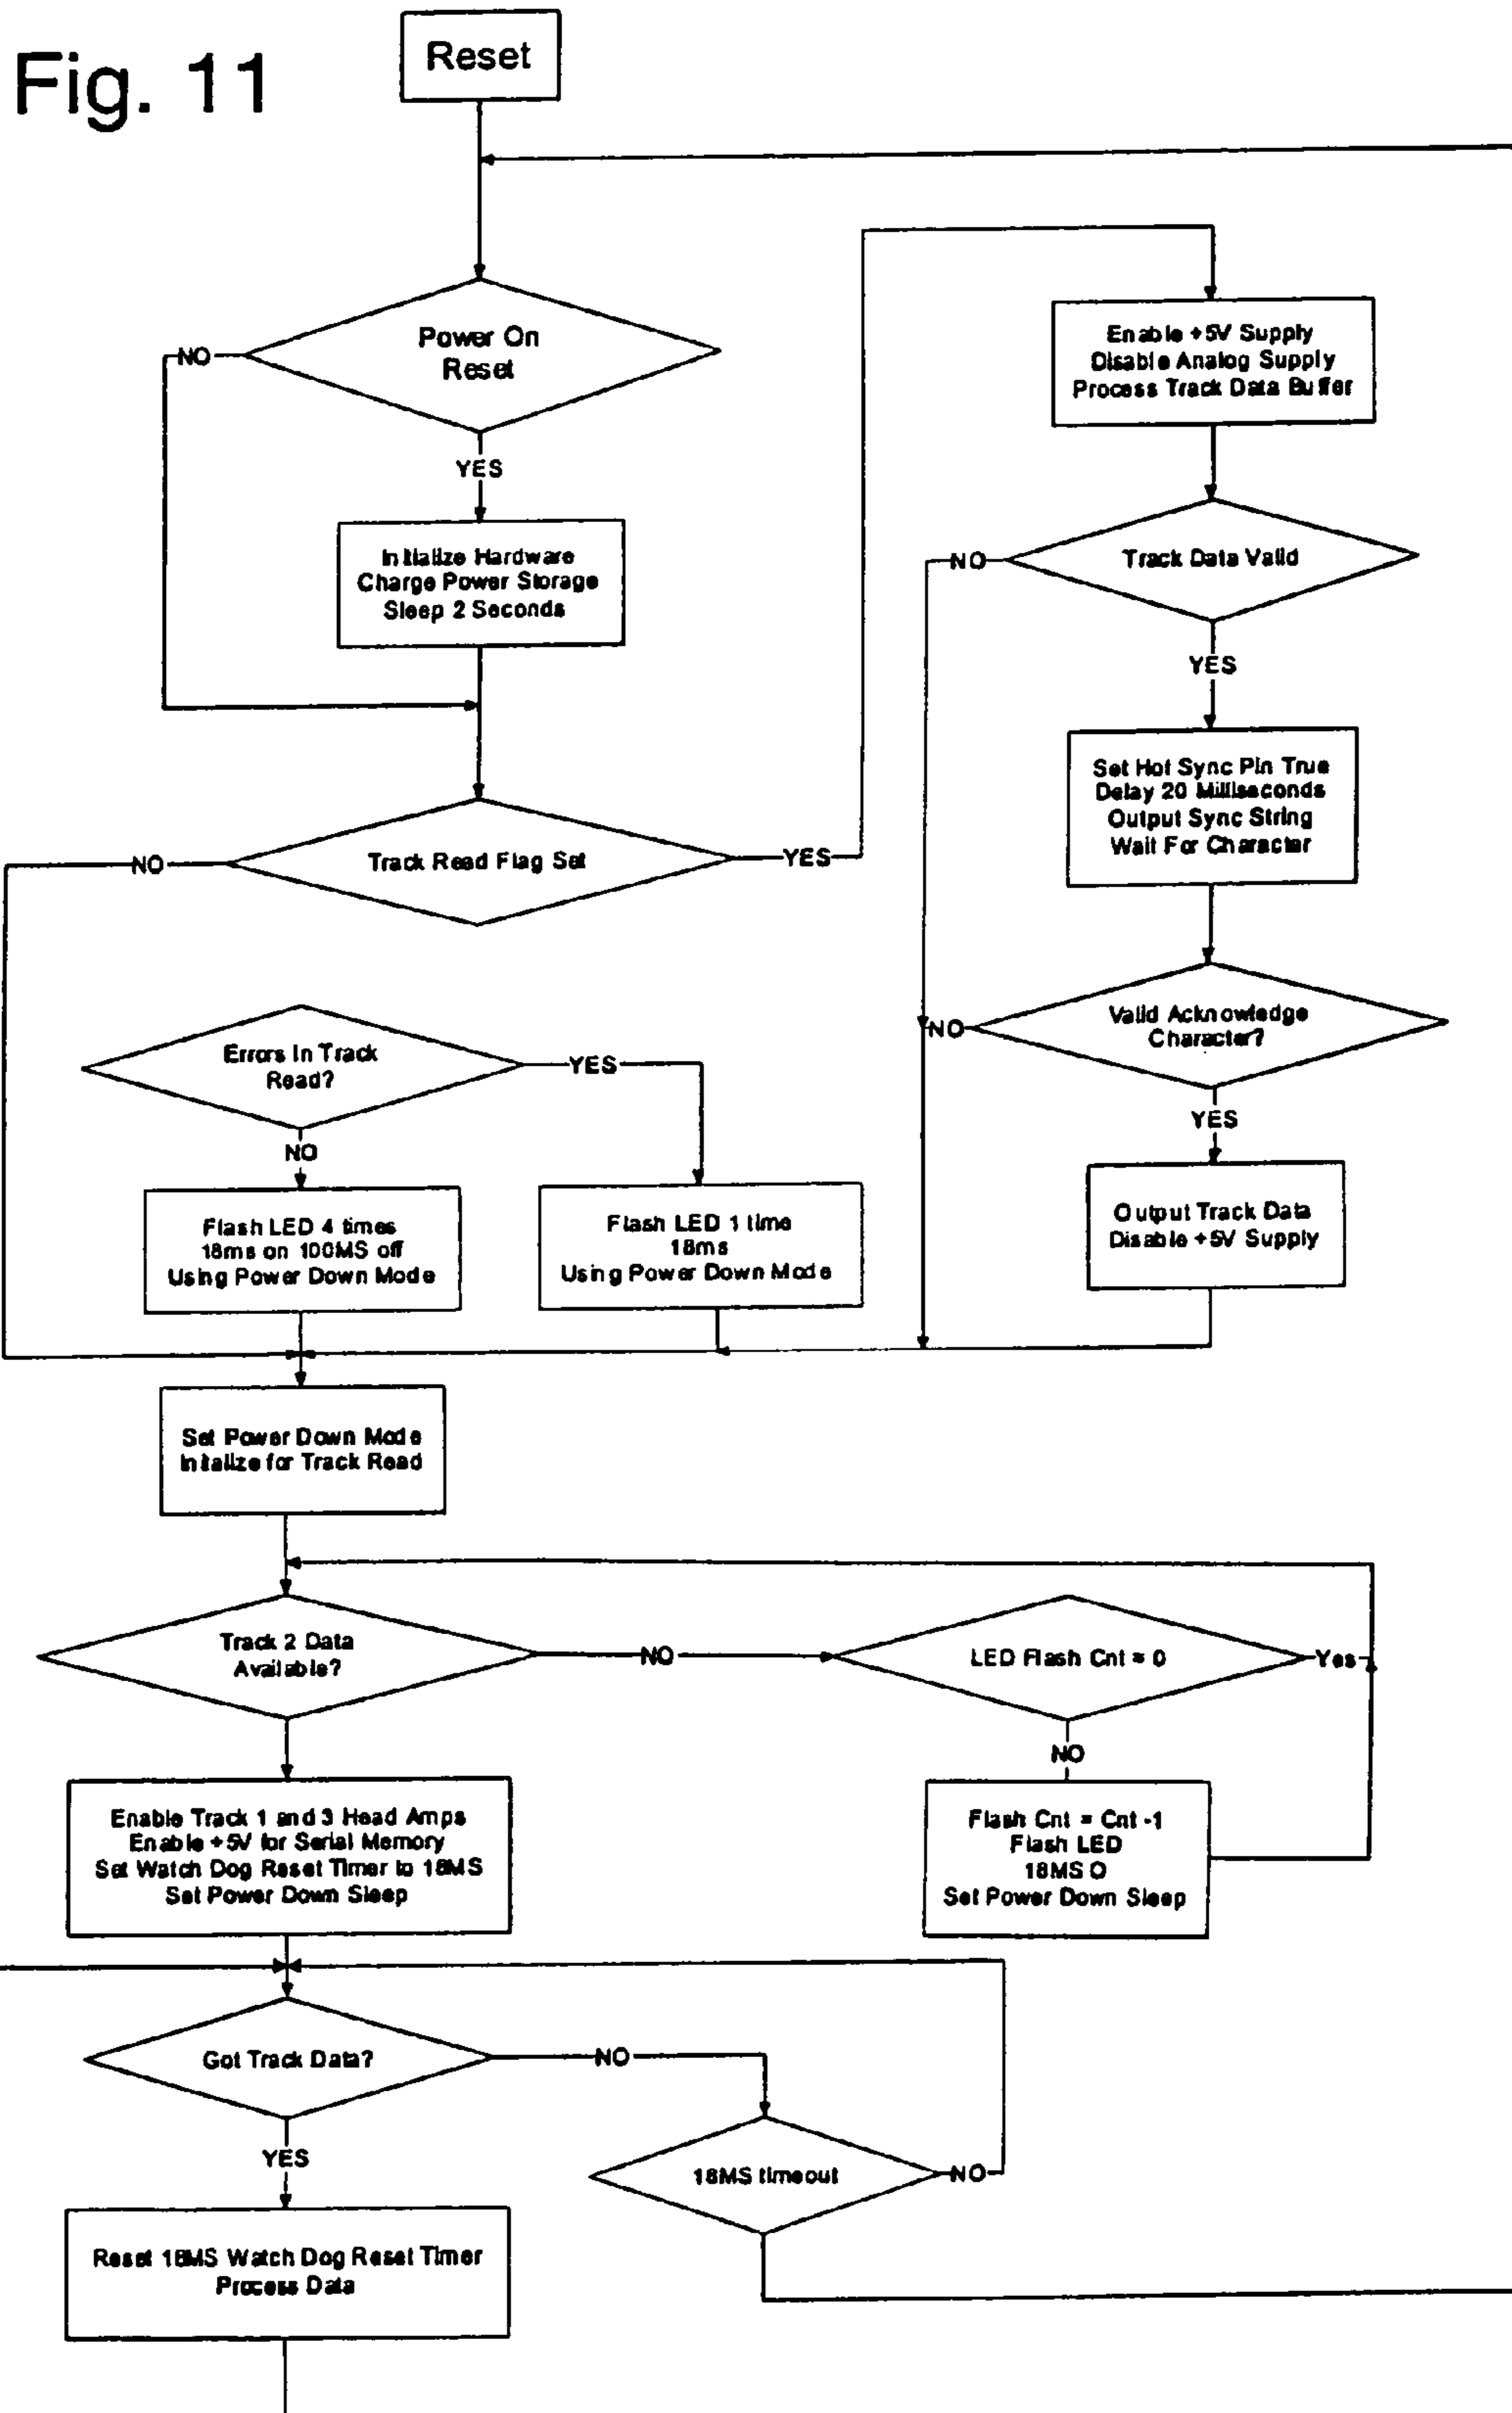 Fig. 11
Reset
Power On
Reset
NO
YES
Initialize Hardware
Charge Power Storage
Sleep 2 Seconds
Track Read Flag Set
NO
YES
Enable +5V Supply
Disable Analog Supply
Process Track Data Buffer
Track Data Valid
NO
YES
Set Hot Sync Pin True
Delay 20 Milliseconds
Output Sync String
Wait For Character
Valid Acknowledge
Character?
NO
YES
Output Track Data
Disable +5V Supply
Errors In Track
Read?
YES
NO
Flash LED 4 times
18ms on 100MS off
Using Power Down Mode
Flash LED 1 time
18ms
Using Power Down Mode
Set Power Down Mode
Initalize for Track Read
Track 2 Data
Available?
NO
LED Flash Cnt = 0
Yes
NO
Flash Cnt = Cnt -1
Flash LED
18MS O
Set Power Down Sleep
Enable Track 1 and 3 Head Amps
Enable +5V for Serial Memory
Set Watch Dog Reset Timer to 18MS
Set Power Down Sleep
Got Track Data?
NO
YES
18MS timeout
NO
Reset 18MS Watch Dog Reset Timer
Process Data